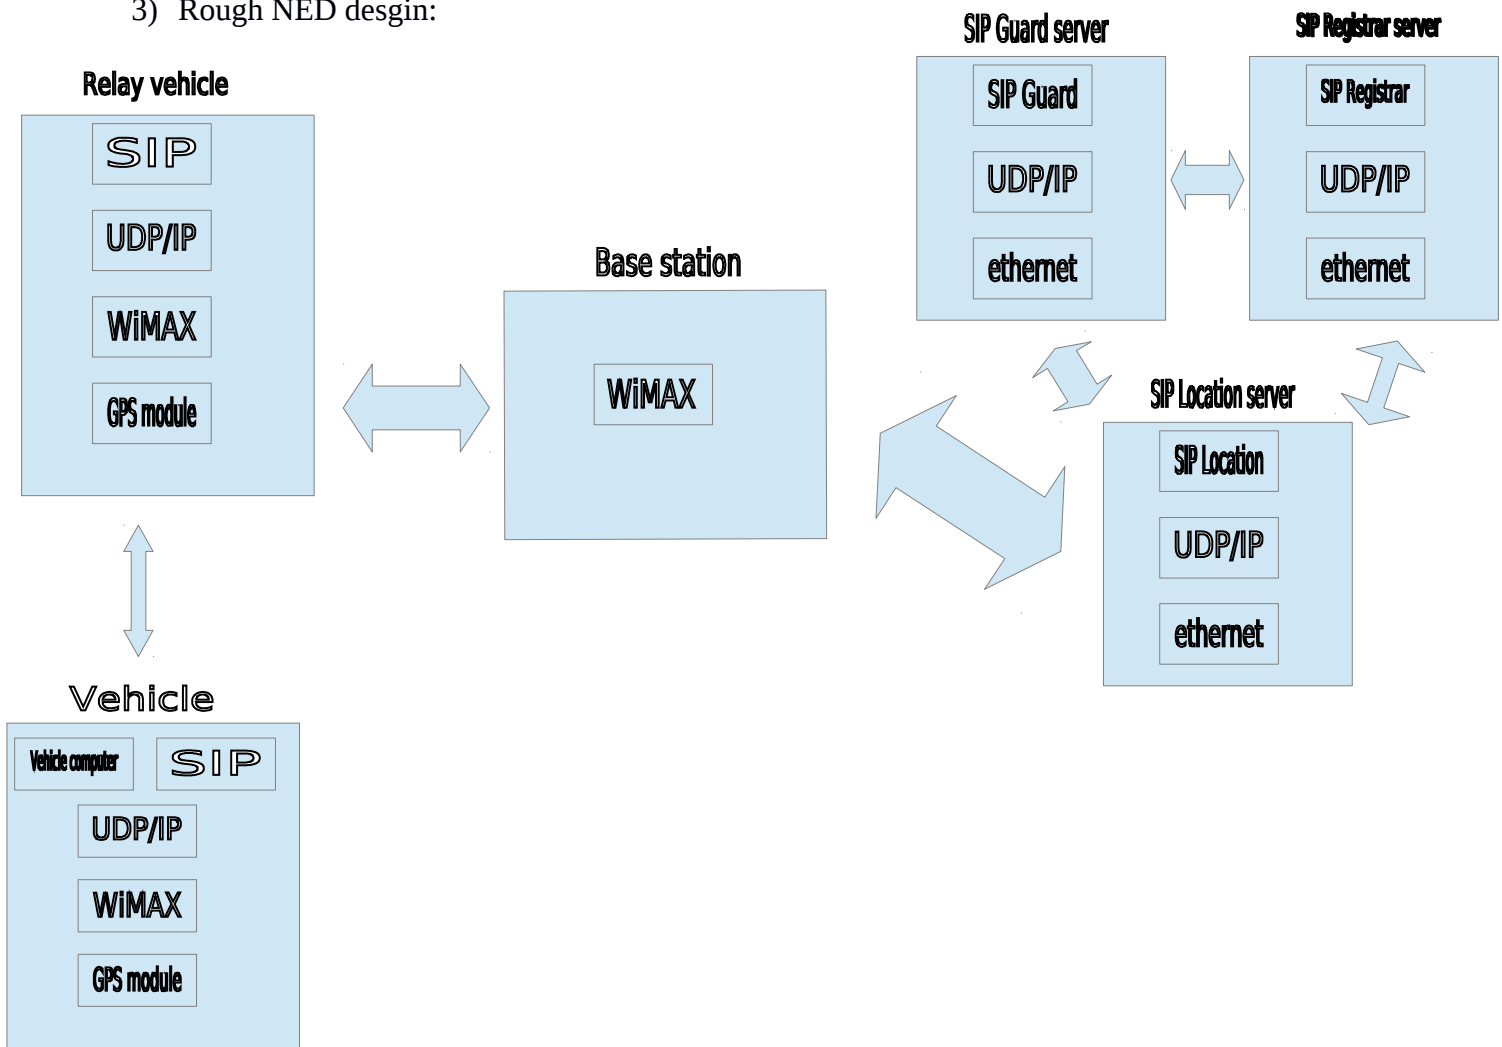 3) Rough NED desgin:
Relay vehicle
SIP
UDP/IP
WiMAX
GPS module
Vehicle
Vehicle computer
SIP
UDP/IP
WiMAX
GPS module
Base station
WiMAX
SIP Guard server
SIP Guard
UDP/IP
ethernet
SIP Registrar server
SIP Registrar
UDP/IP
ethernet
SIP Location server
SIP Location
UDP/IP
ethernet